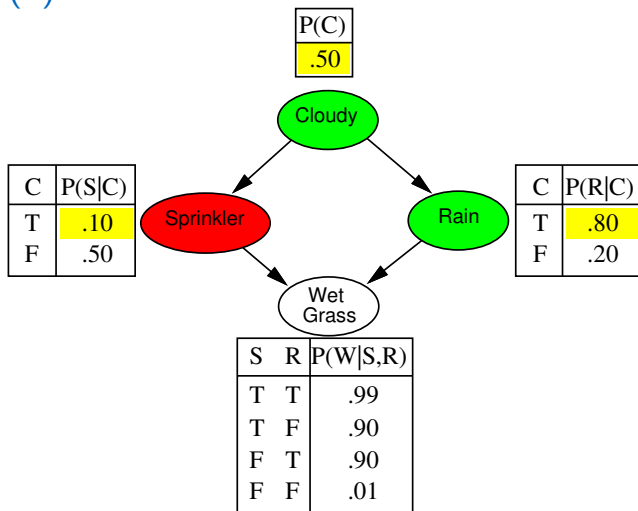 P(C)
.50
Cloudy
C P(S|C)
T .10
F .50
Sprinkler
Rain
C P(R|C)
T .80
F .20
Wet
Grass
S R P(W|S,R)
T T .99
T F .90
F T .90
F F .01